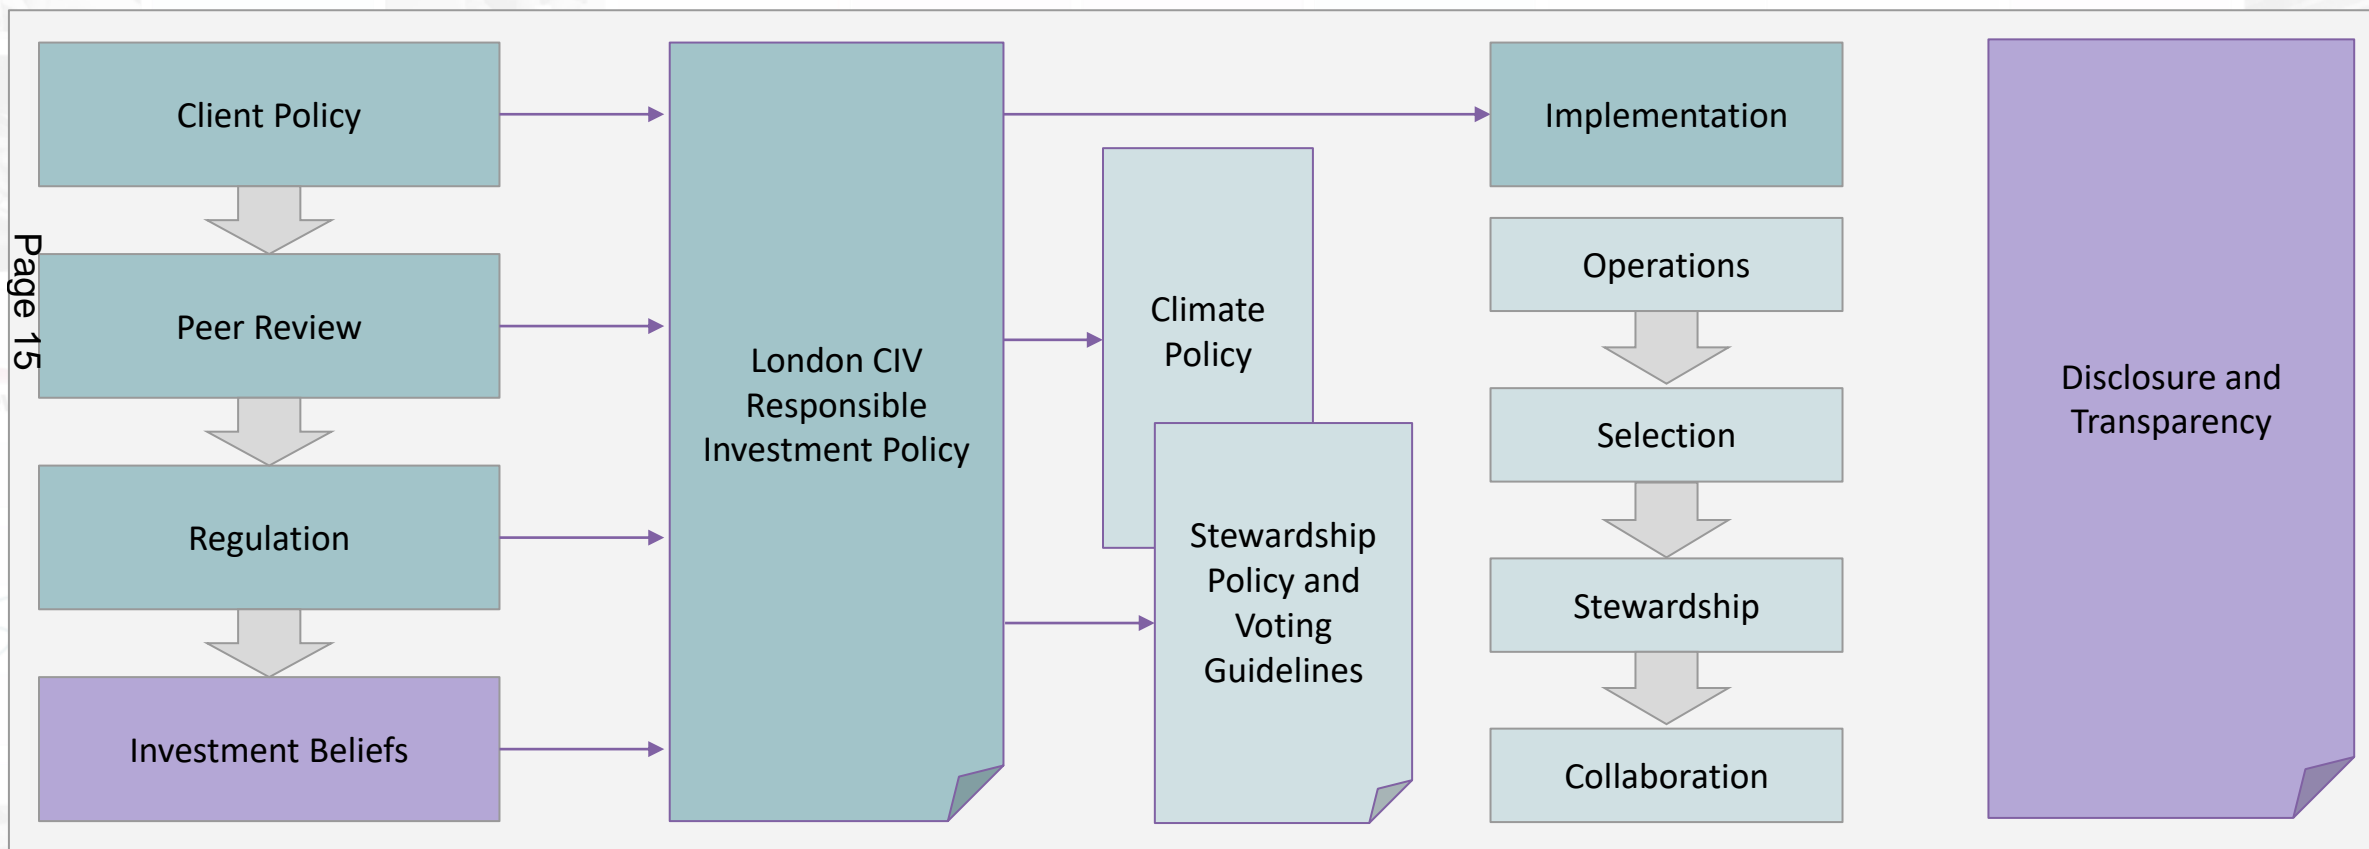 Client Policy
Peer Review
Regulation
Investment Beliefs
London CIV
Responsible
Investment Policy
Climate
Policy
Stewardship
Policy and
Voting
Guidelines
Implementation
Operations
Selection
Stewardship
Collaboration
Disclosure and
Transparency
Page 15